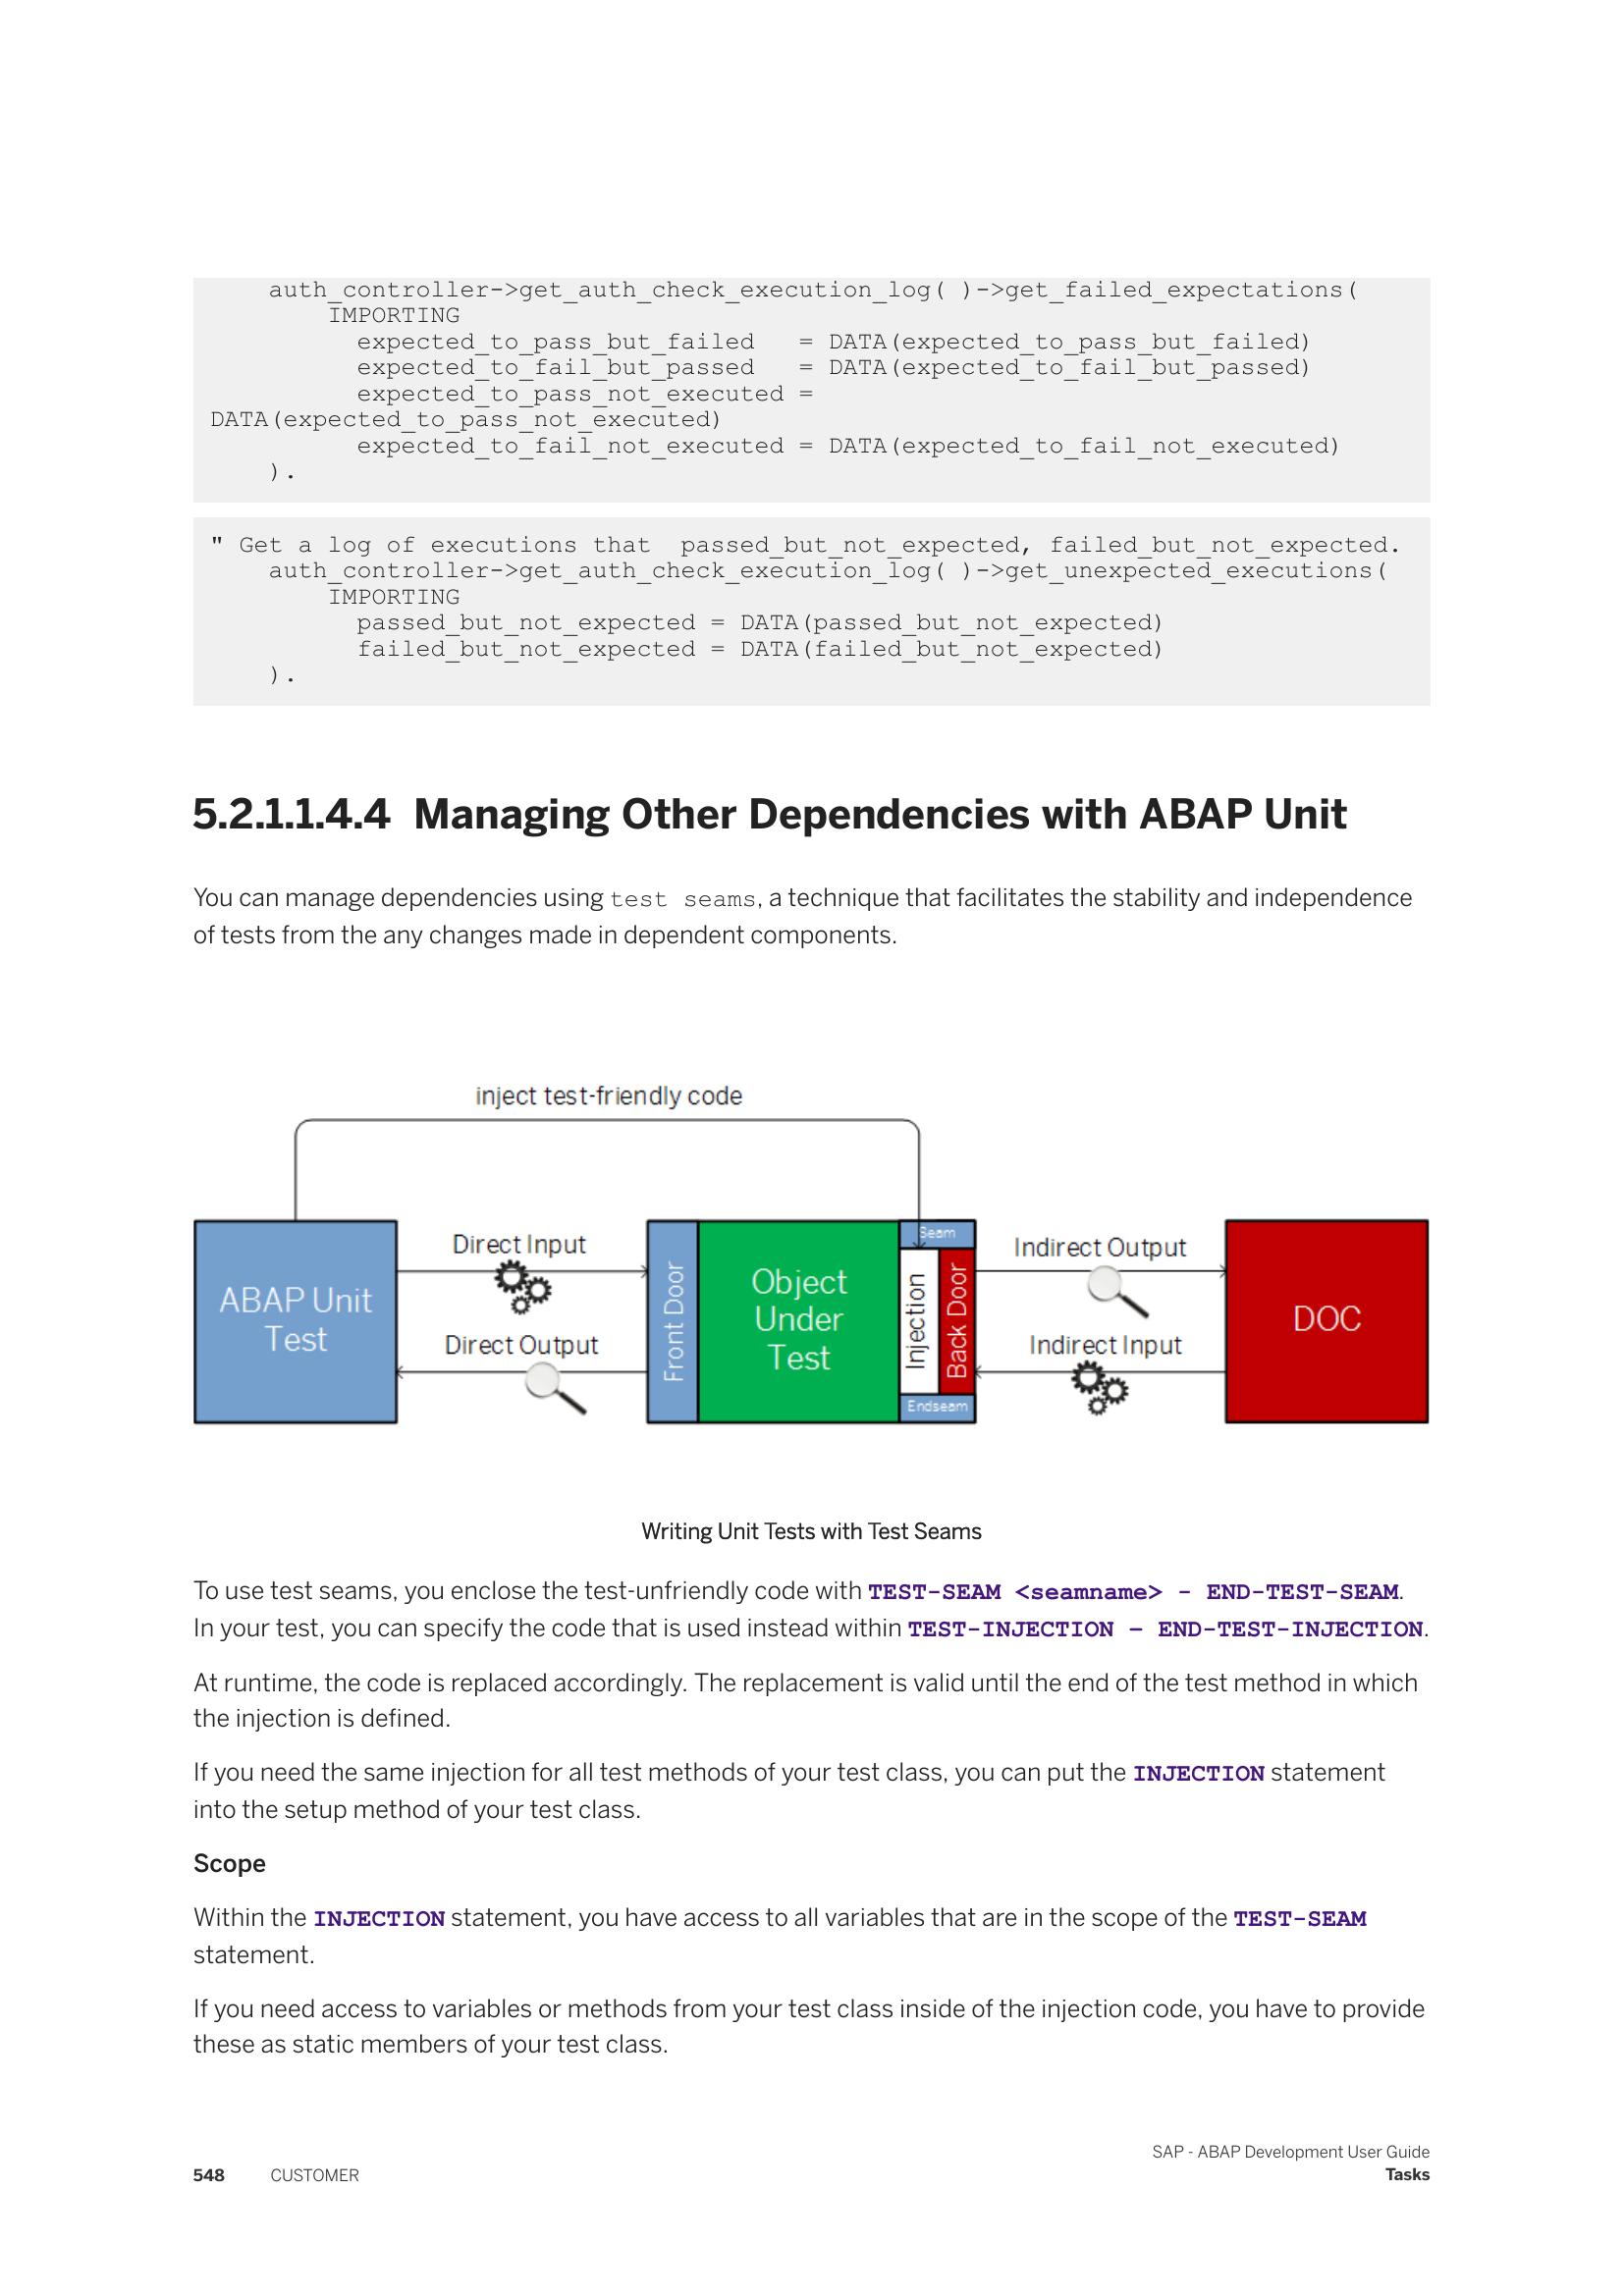 auth_controller->get_auth_check_execution_log( )->get_failed_expectations(
IMPORTING
expected_to_pass_but_failed   = DATA(expected_to_pass_but_failed)
expected_to_fail_but_passed   = DATA(expected_to_fail_but_passed)
expected_to_pass_not_executed =
DATA(expected_to_pass_not_executed)
expected_to_fail_not_executed = DATA(expected_to_fail_not_executed)
).
" Get a log of executions that  passed_but_not_expected, failed_but_not_expected.
auth_controller->get_auth_check_execution_log( )->get_unexpected_executions(
IMPORTING
passed_but_not_expected = DATA(passed_but_not_expected)
failed_but_not_expected = DATA(failed_but_not_expected)
).
5.2.1.1.4.4 Managing Other Dependencies with ABAP Unit
You can manage dependencies using test seams, a technique that facilitates the stability and independence
of tests from the any changes made in dependent components.
inject test-friendly code
ABAP Unit
Test
Direct Input
Direct Output
Front Door
Object
Under
Test
Seam
Injection
Back Door
Endseam
Indirect Output
Indirect Input
DOC
Writing Unit Tests with Test Seams
To use test seams, you enclose the test-unfriendly code with TEST-SEAM <seamname> - END-TEST-SEAM.
In your test, you can specify the code that is used instead within TEST-INJECTION – END-TEST-INJECTION.
At runtime, the code is replaced accordingly. The replacement is valid until the end of the test method in which
the injection is defined.
If you need the same injection for all test methods of your test class, you can put the INJECTION statement
into the setup method of your test class.
Scope
Within the INJECTION statement, you have access to all variables that are in the scope of the TEST-SEAM
statement.
If you need access to variables or methods from your test class inside of the injection code, you have to provide
these as static members of your test class.
SAP - ABAP Development User Guide
548 CUSTOMER Tasks